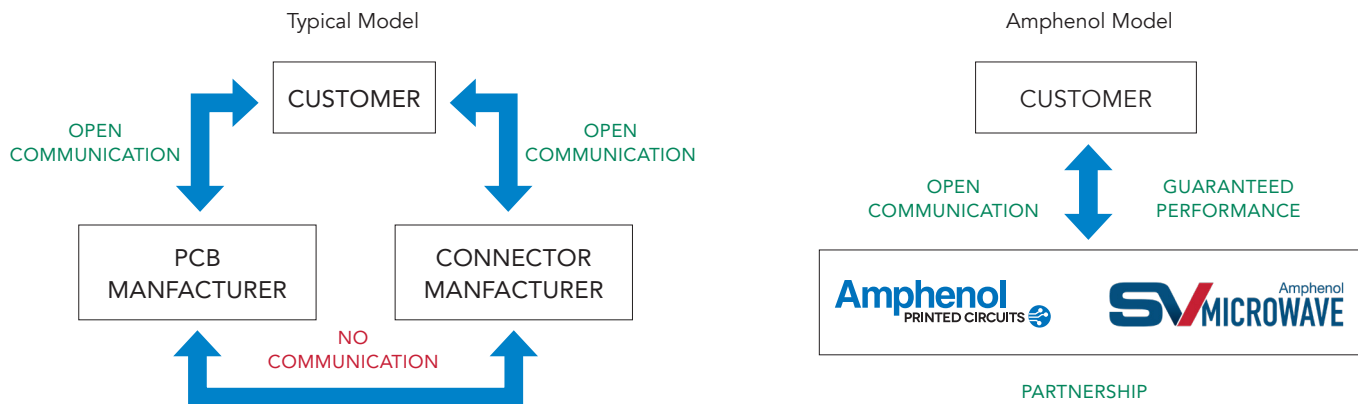 Typical Model
CUSTOMER
OPEN
COMMUNICATION
OPEN
COMMUNICATION
PCB
MANFACTURER
CONNECTOR
MANFACTURER
NO
COMMUNICATION
Amphenol Model
CUSTOMER
OPEN
COMMUNICATION
GUARANTEED
PERFORMANCE
Amphenol
PRINTED CIRCUITS
Amphenol
SV MICROWAVE
PARTNERSHIP